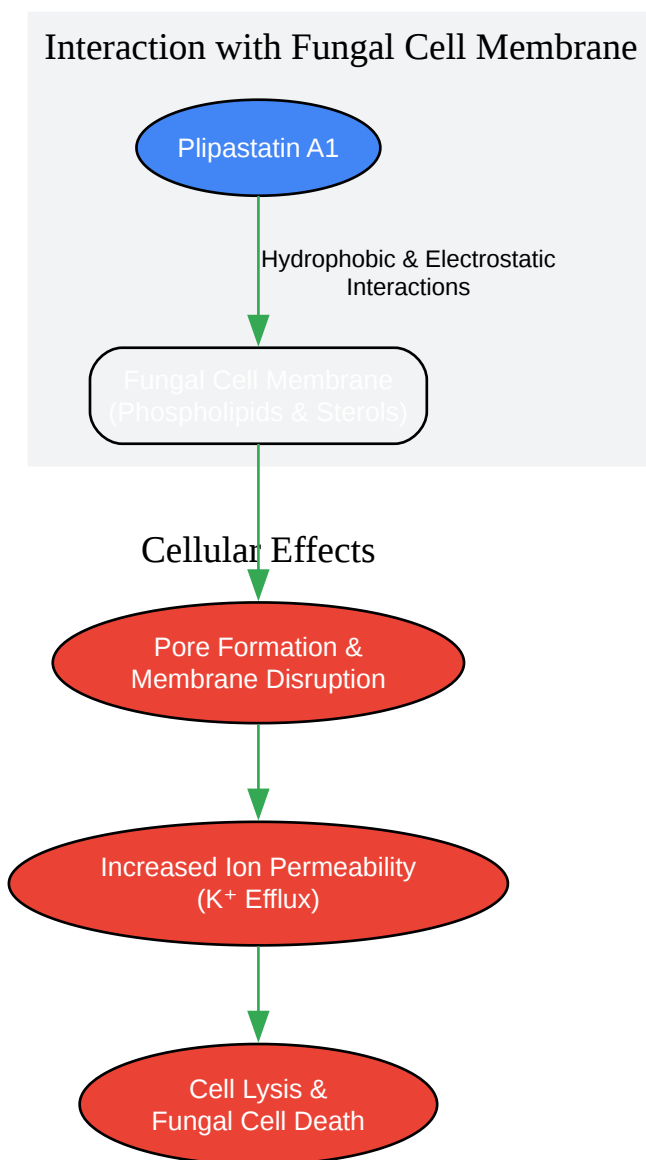 Interaction with Fungal Cell Membrane
Plipastatin A1
Hydrophobic & Electrostatic
Interactions
Fungal Cell Membrane
(Phospholipids & Sterols)
Cellular Effects
Pore Formation &
Membrane Disruption
Increased Ion Permeability
(K⁺ Efflux)
Cell Lysis &
Fungal Cell Death